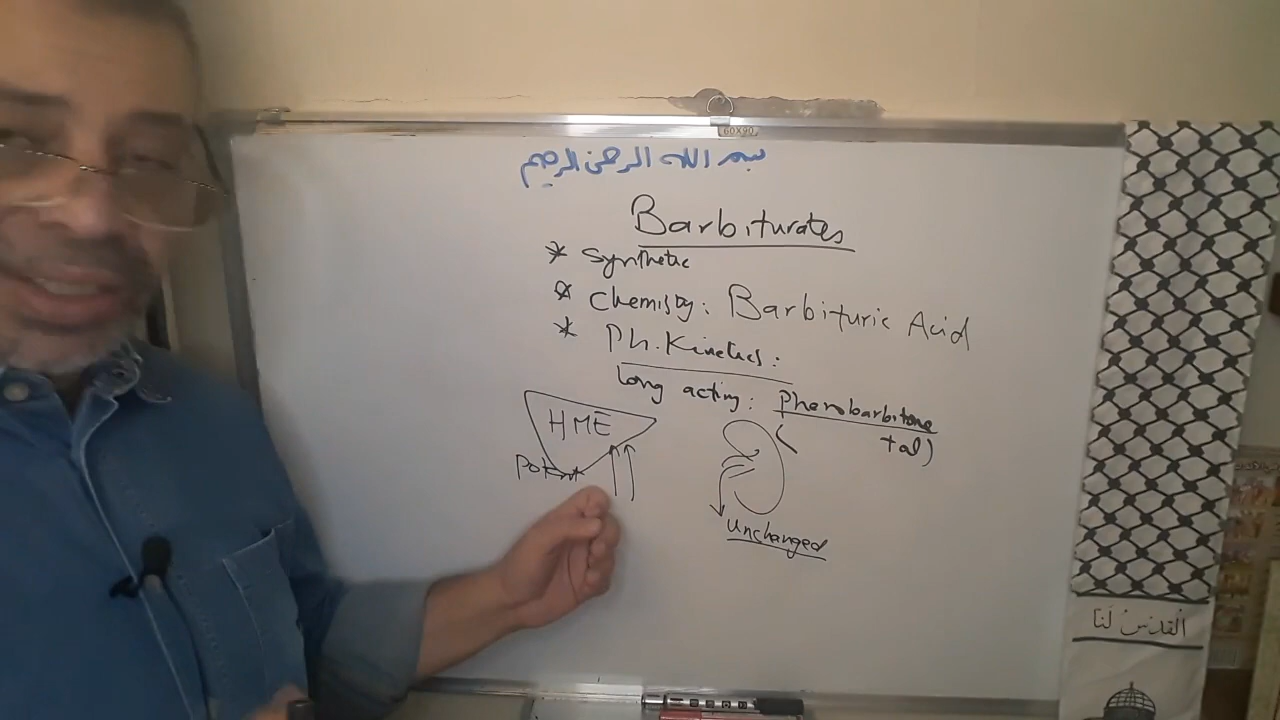 60X90
بسم الله الرحمن الرحيم
Barbiturates
* Synthetic
* Chemistry: Barbituric Acid
* Ph. Kinetics:
Long acting: Phenobarbitone
(tal)
HME
Potent
Unchanged
القدس لنا